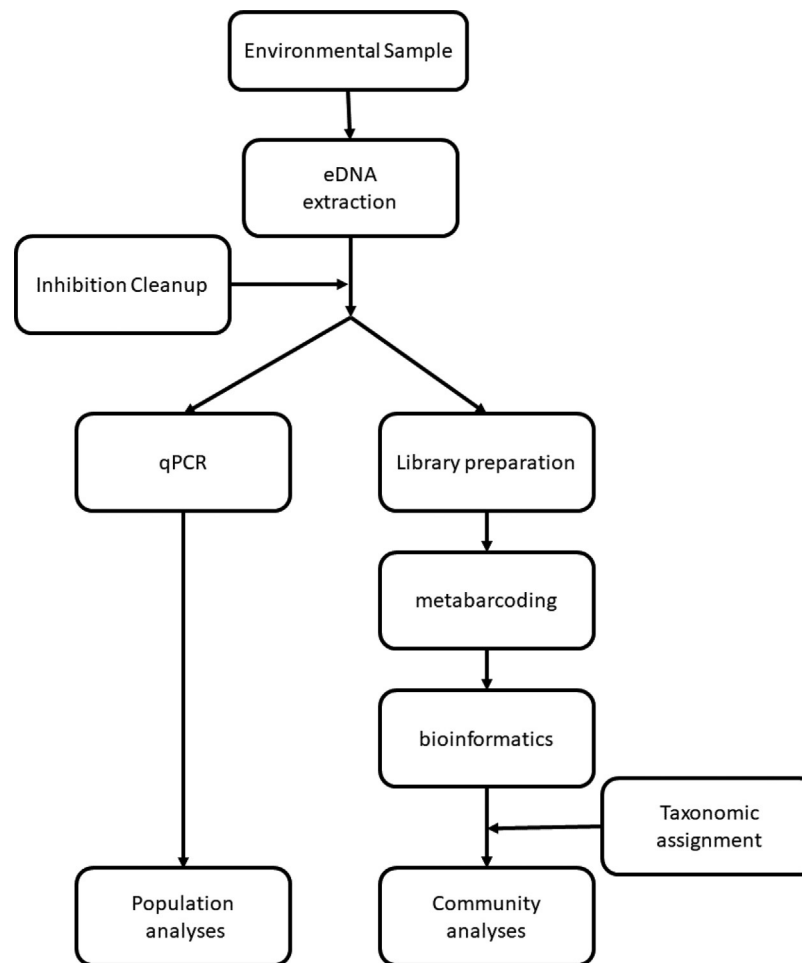 Environmental Sample
eDNA
extraction
Inhibition Cleanup
qPCR
Library preparation
metabarcoding
bioinformatics
Taxonomic
assignment
Population
analyses
Community
analyses